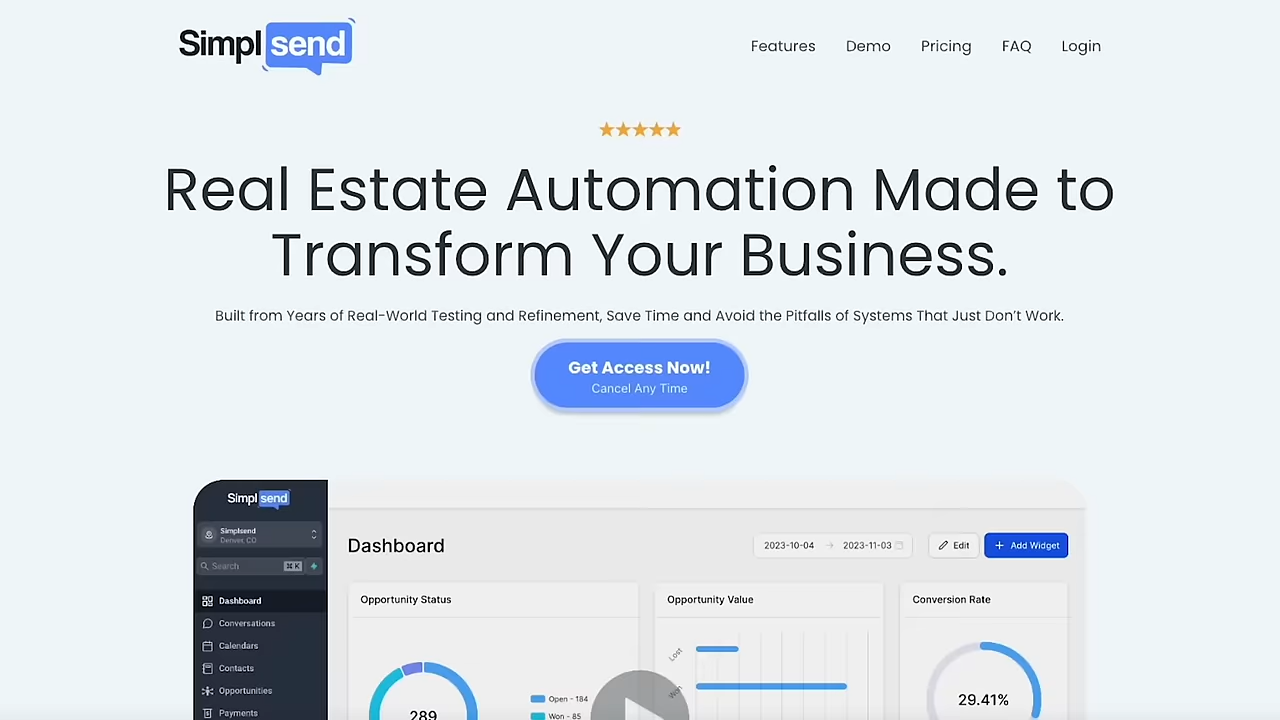 Simpl send
Features Demo Pricing FAQ Login
Real Estate Automation Made to
Transform Your Business.
Built from Years of Real-World Testing and Refinement, Save Time and Avoid the Pitfalls of Systems That Just Don't Work.
Get Access Now!
Cancel Any Time
Simpl send
Simplsend
Denver, CO
Search ⌘ K
Dashboard
Conversations
Calendars
Contacts
Opportunities
Payments
Dashboard
2023-10-04 → 2023-11-03
Edit
+ Add Widget
Opportunity Status
289
Open - 184
Won - 85
Opportunity Value
Lost
Won
Conversion Rate
29.41%